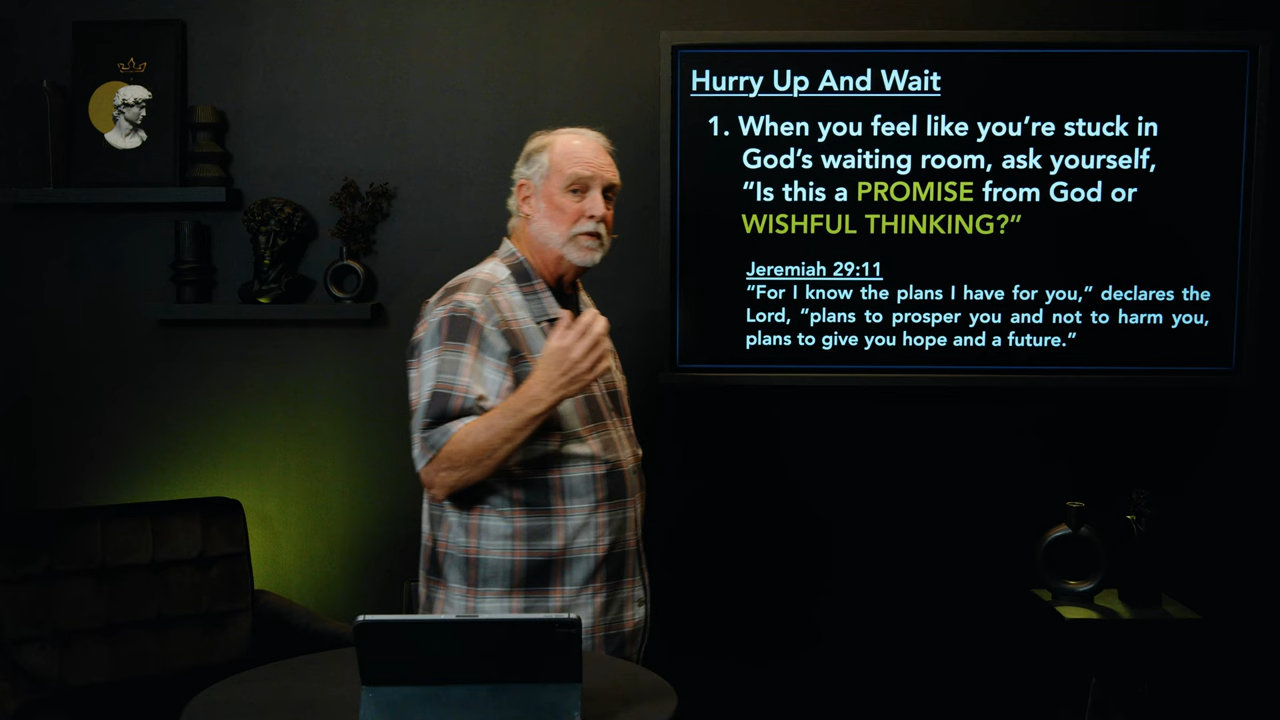 Hurry Up And Wait
1. When you feel like you’re stuck in
God’s waiting room, ask yourself,
“Is this a PROMISE from God or
WISHFUL THINKING?”
Jeremiah 29:11
“For I know the plans I have for you,” declares the
Lord, “plans to prosper you and not to harm you,
plans to give you hope and a future.”